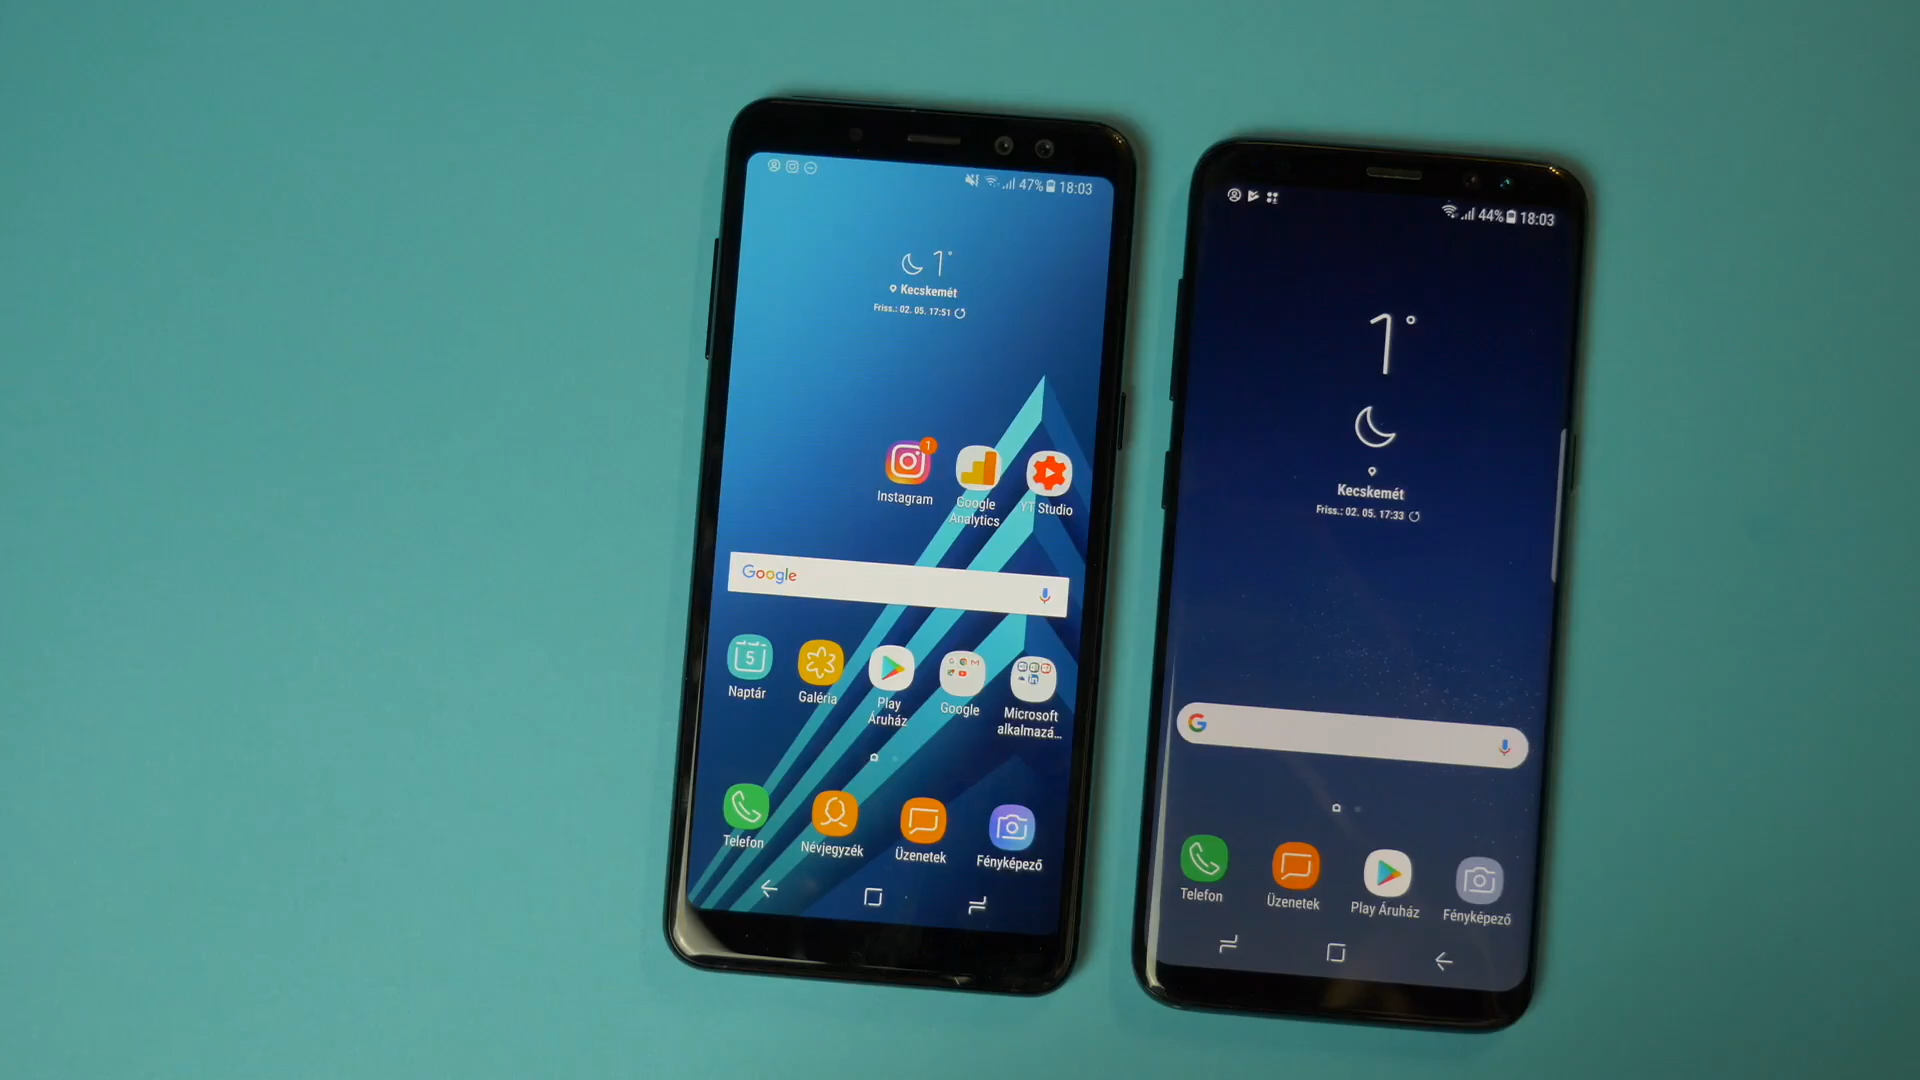 47% 18:03
1°
Kecskemét
Friss.: 02. 05. 17:51
1
Instagram
Google
Analytics
YT Studio
Google
5
Naptár
Galéria
Play
Áruház
Google
Microsoft
alkalmazá...
Telefon
Névjegyzék
Üzenetek
Fényképező
44% 18:03
1°
Kecskemét
Friss.: 02. 05. 17:33
G
Telefon
Üzenetek
Play Áruház
Fényképező